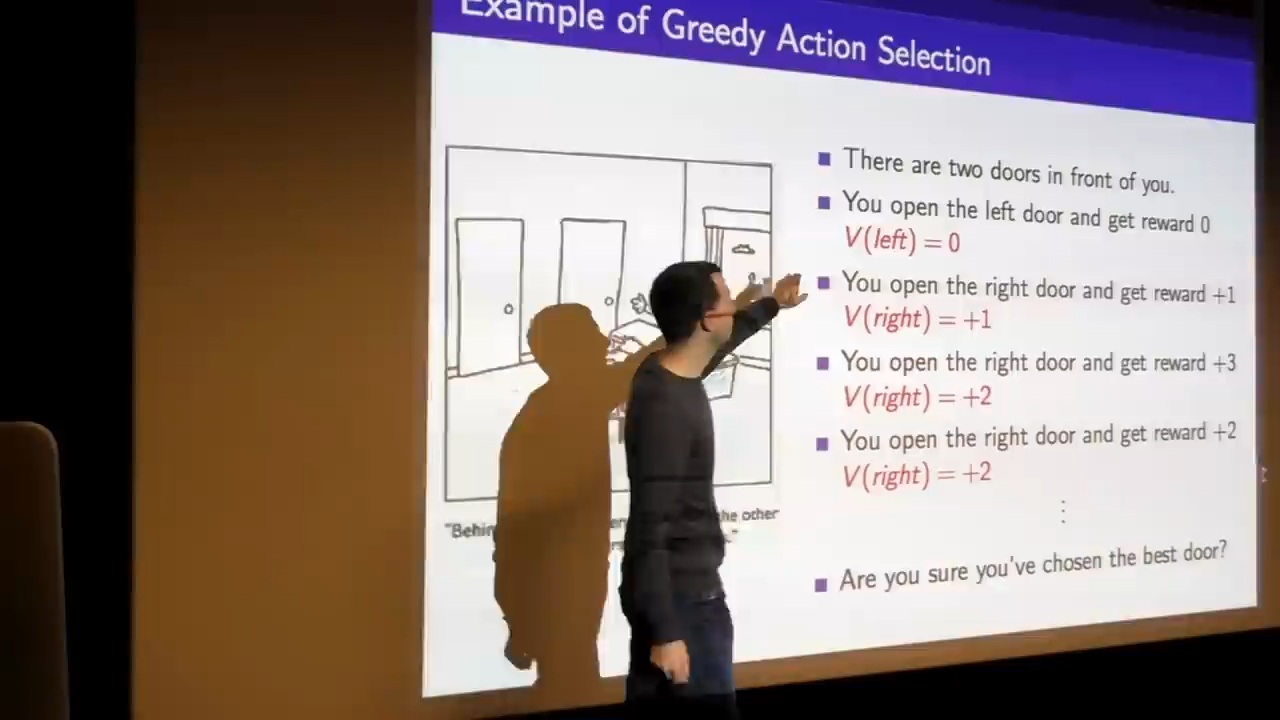 Example of Greedy Action Selection
There are two doors in front of you.
You open the left door and get reward 0
V(left) = 0
You open the right door and get reward +1
V(right) = +1
You open the right door and get reward +3
V(right) = +2
You open the right door and get reward +2
V(right) = +2
⋮
Are you sure you've chosen the best door?
the other